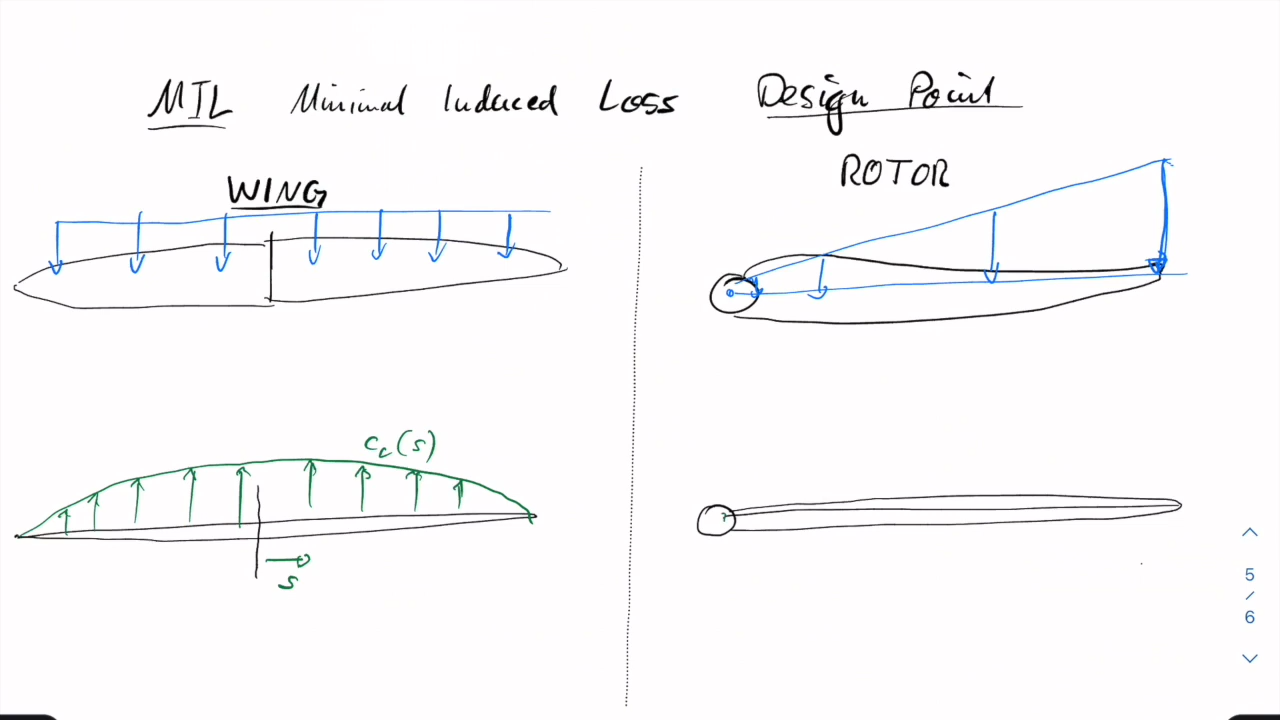 MIL Minimal Induced Loss Design Point
WING
ROTOR
c_L(s)
s
5
/
6